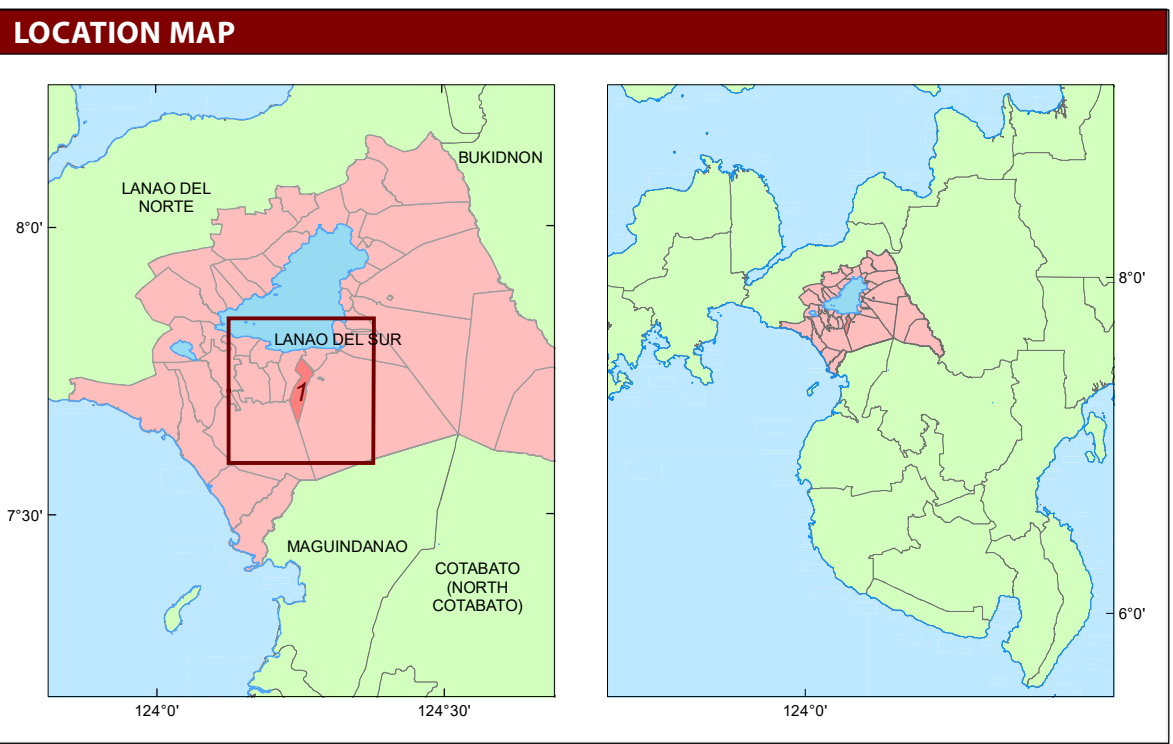 LOCATION MAP
BUKIDNON
LANAO DEL
NORTE
8°0'
LANAO DEL SUR
1
7°30'
MAGUINDANAO
COTABATO
(NORTH
COTABATO)
124°0'
124°30'
8°0'
6°0'
124°0'